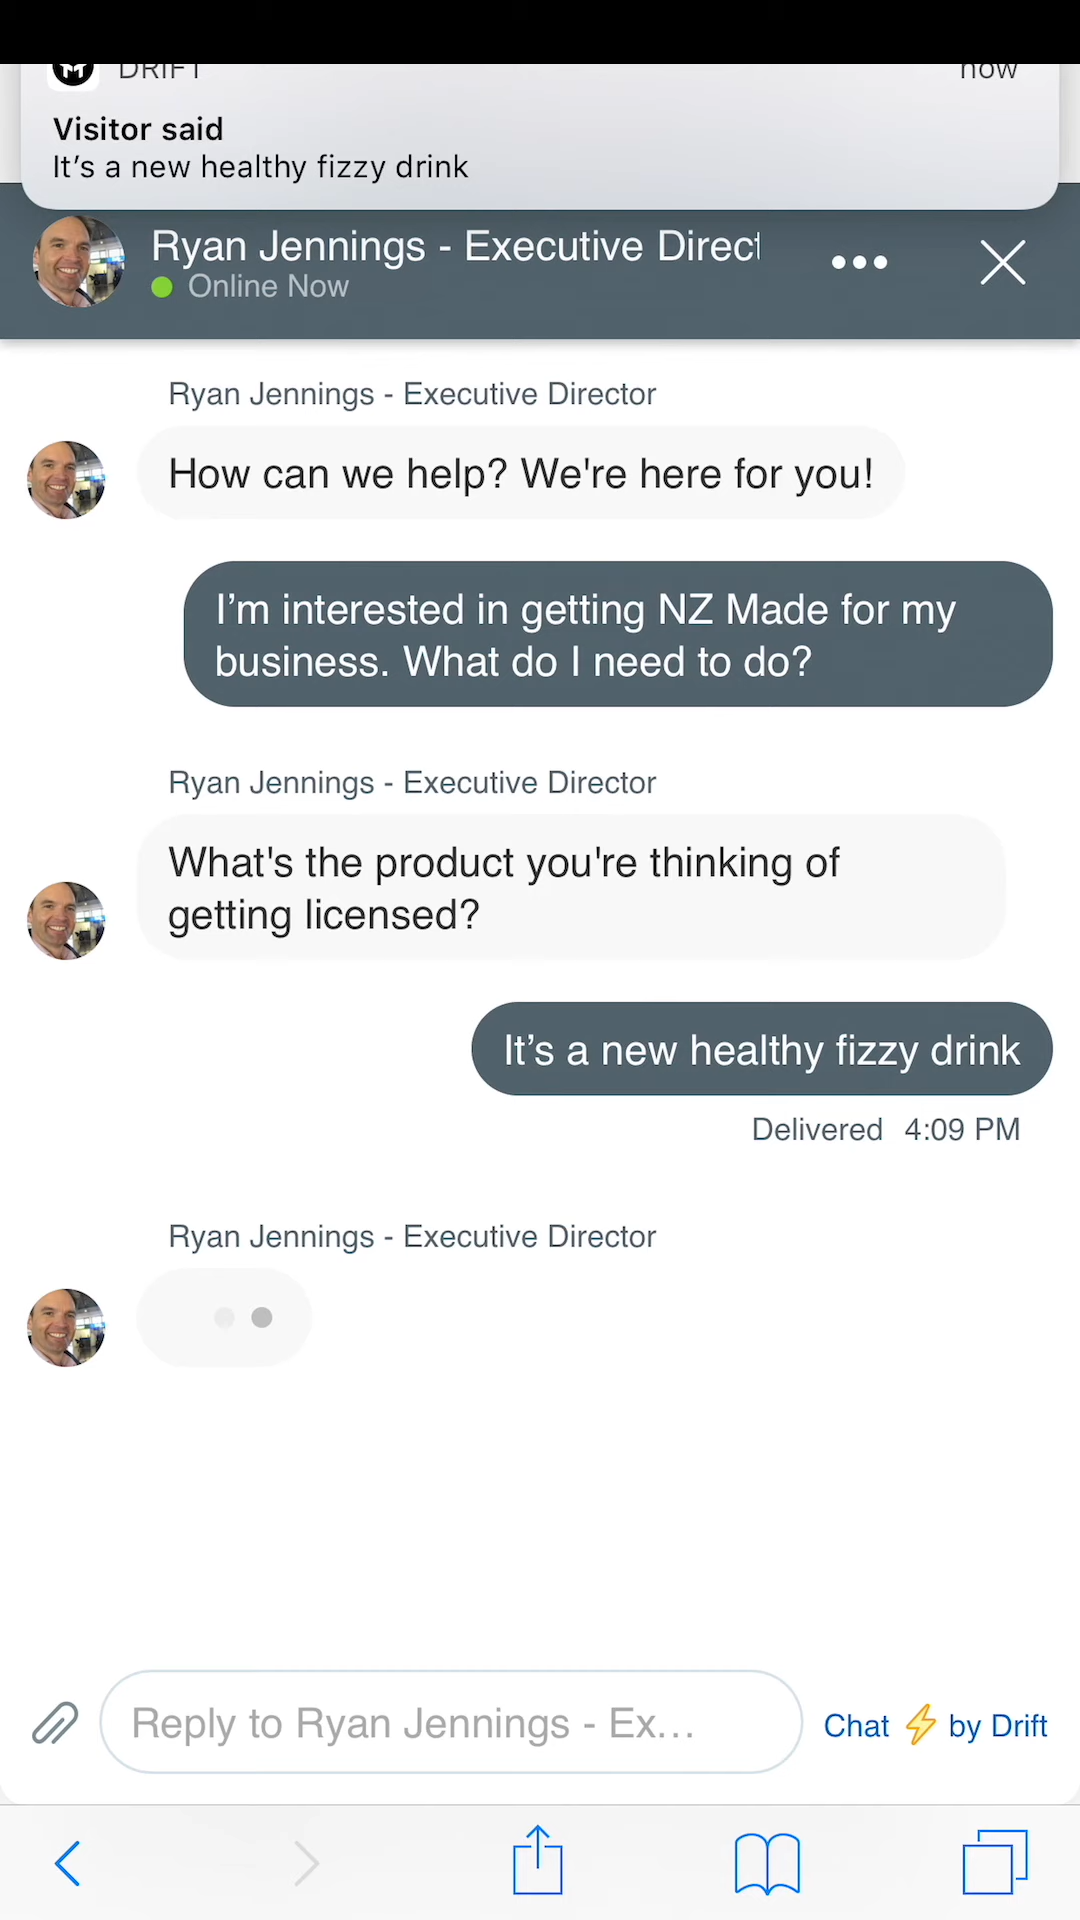 DRIFT
now
Visitor said
It’s a new healthy fizzy drink
Ryan Jennings - Executive Direct
Online Now
Ryan Jennings - Executive Director
How can we help? We're here for you!
I’m interested in getting NZ Made for my
business. What do I need to do?
Ryan Jennings - Executive Director
What's the product you're thinking of
getting licensed?
It’s a new healthy fizzy drink
Delivered 4:09 PM
Ryan Jennings - Executive Director
Reply to Ryan Jennings - Ex...
Chat ⚡ by Drift